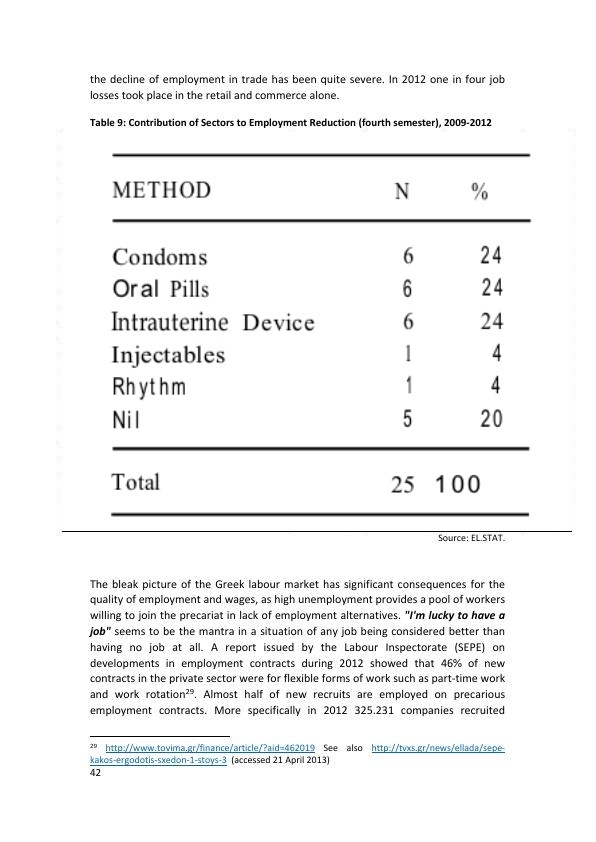 the decline of employment in trade has been quite severe. In 2012 one in four job
losses took place in the retail and commerce alone.
Table 9: Contribution of Sectors to Employment Reduction (fourth semester), 2009-2012
METHOD N %
Condoms 6 24
Oral Pills 6 24
Intrauterine Device 6 24
Injectables 1 4
Rhythm 1 4
Nil 5 20
Total 25 100
Source: EL.STAT.
The bleak picture of the Greek labour market has significant consequences for the
quality of employment and wages, as high unemployment provides a pool of workers
willing to join the precariat in lack of employment alternatives. "I'm lucky to have a
job" seems to be the mantra in a situation of any job being considered better than
having no job at all. A report issued by the Labour Inspectorate (SEPE) on
developments in employment contracts during 2012 showed that 46% of new
contracts in the private sector were for flexible forms of work such as part-time work
and work rotation29. Almost half of new recruits are employed on precarious
employment contracts. More specifically in 2012 325.231 companies recruited
29 http://www.tovima.gr/finance/article/?aid=462019 See also http://tvxs.gr/news/ellada/sepe-
kakos-ergodotis-sxedon-1-stoys-3 (accessed 21 April 2013)
42